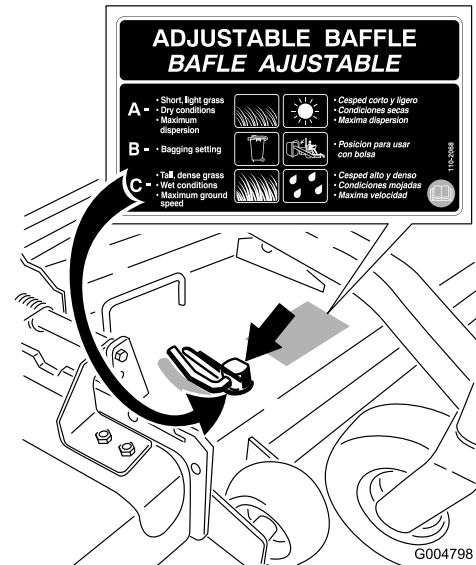 ADJUSTABLE BAFFLE
BAFLE AJUSTABLE
A - • Short, light grass
• Dry conditions
• Maximum
dispersion
• Cesped corto y ligero
• Condiciones secas
• Maxima dispersion
B - • Bagging setting
• Posicion para usar
con bolsa
C - • Tall, dense grass
• Wet conditions
• Maximum ground
speed
• Cesped alto y denso
• Condiciones mojadas
• Maxima velocidad
110-2068
G004798